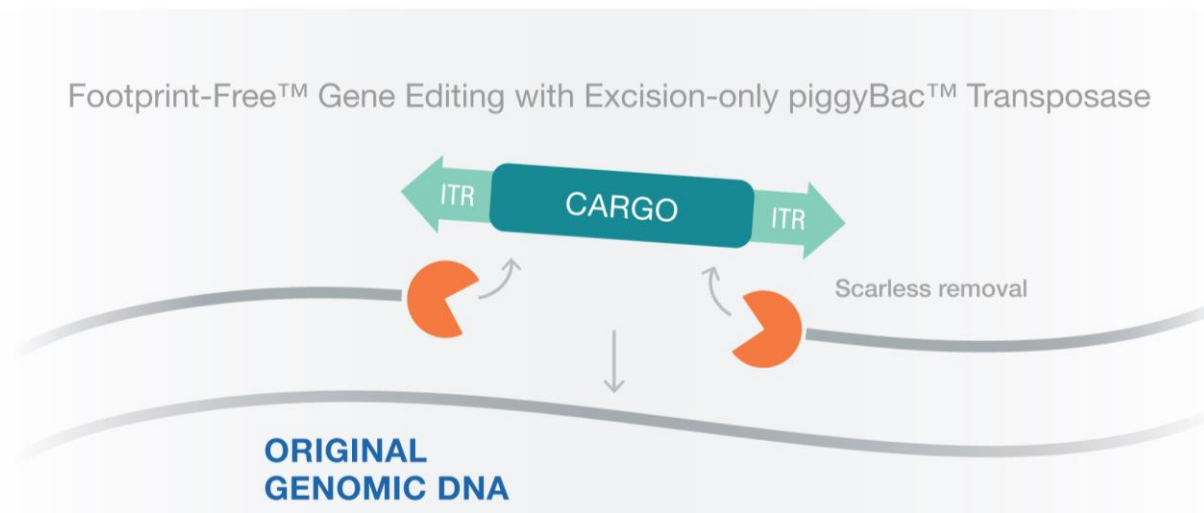 Footprint-Free™ Gene Editing with Excision-only piggyBac™ Transposase
ITR
CARGO
ITR
Scarless removal
ORIGINAL
GENOMIC DNA